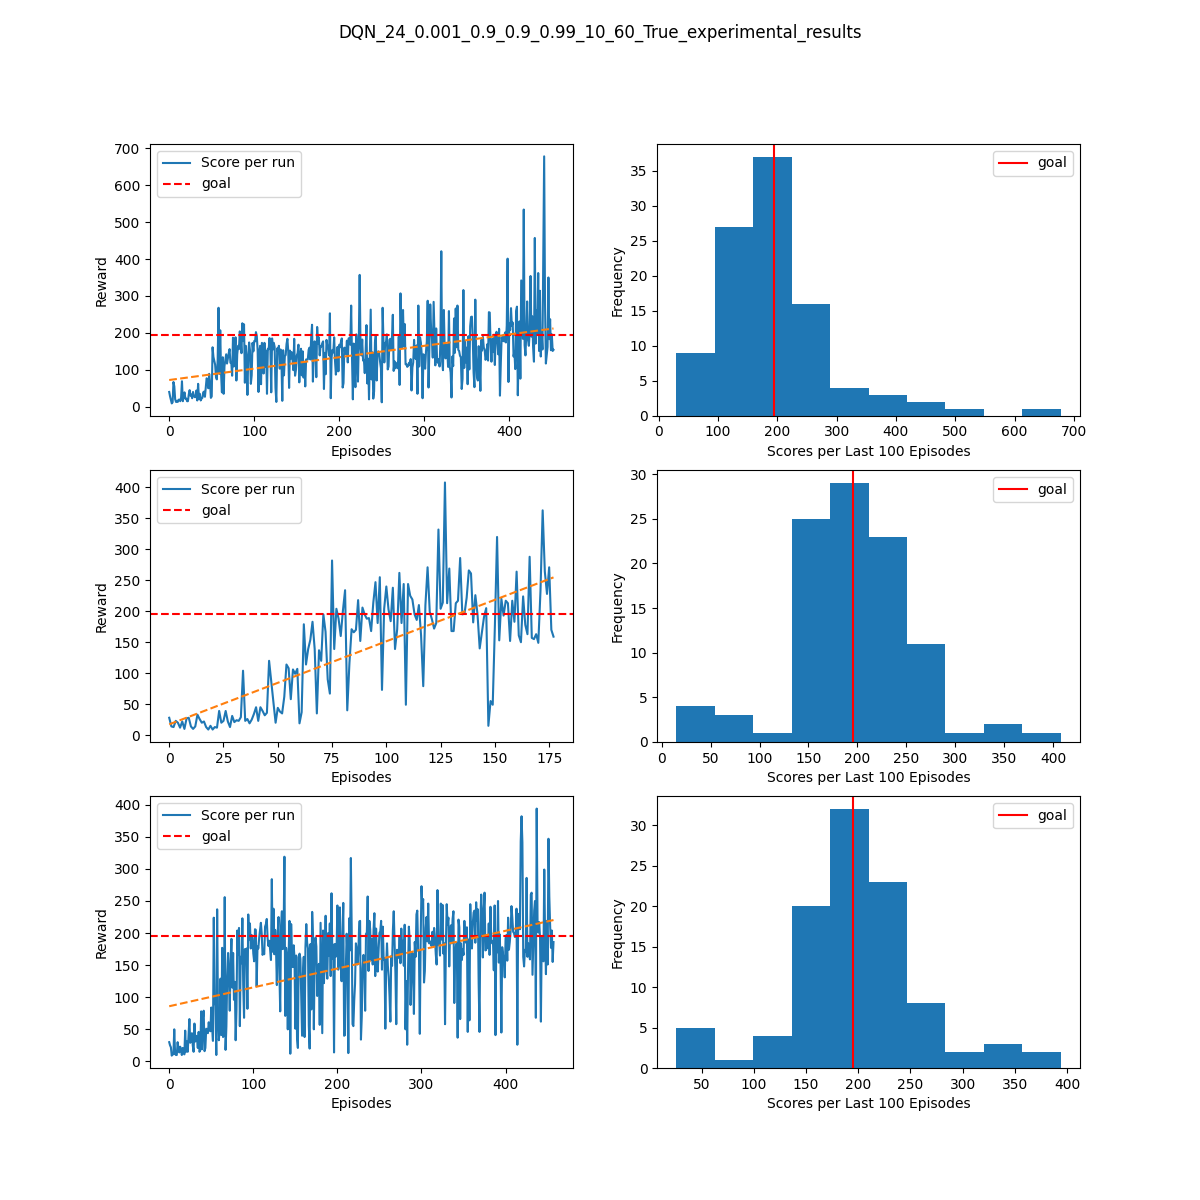 DQN_24_0.001_0.9_0.9_0.99_10_60_True_experimental_results
Score per run
goal
Reward
700
600
500
400
300
200
100
0
0 100 200 300 400
Episodes
goal
Frequency
35
30
25
20
15
10
5
0
0 100 200 300 400 500 600 700
Scores per Last 100 Episodes
Score per run
goal
Reward
400
350
300
250
200
150
100
50
0
0 25 50 75 100 125 150 175
Episodes
goal
Frequency
30
25
20
15
10
5
0
0 50 100 150 200 250 300 350 400
Scores per Last 100 Episodes
Score per run
goal
Reward
400
350
300
250
200
150
100
50
0
0 100 200 300 400
Episodes
goal
Frequency
30
25
20
15
10
5
0
50 100 150 200 250 300 350 400
Scores per Last 100 Episodes